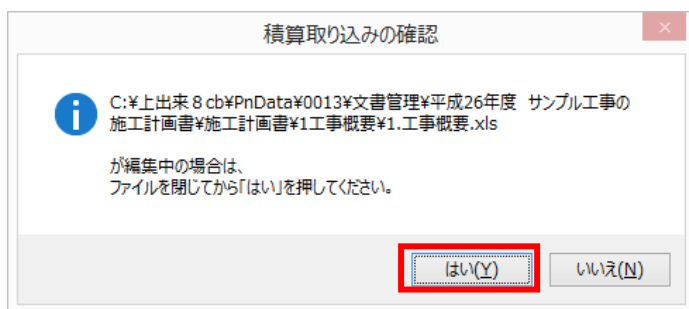 積算取り込みの確認
C:¥上出来８cb¥PnData¥0013¥文書管理¥平成26年度　サンプル工事の
施工計画書¥施工計画書¥1工事概要¥1.工事概要.xls
が編集中の場合は、
ファイルを閉じてから「はい」を押してください。
はい(Y)　いいえ(N)